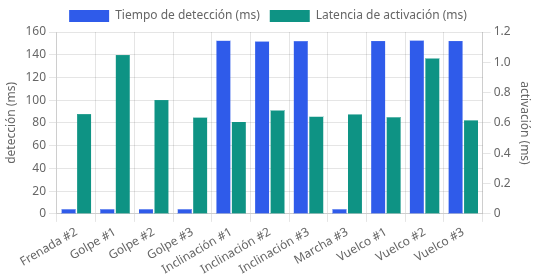 Tiempo de detección (ms) Latencia de activación (ms)
160 1.2
140 1.0
120 0.8
100 0.6
80 0.4
60 0.2
40 0
20
0
detección (ms)
activación (ms)
Frenada #2
Golpe #1
Golpe #2
Golpe #3
Inclinación #1
Inclinación #2
Inclinación #3
Marcha #3
Vuelco #1
Vuelco #2
Vuelco #3